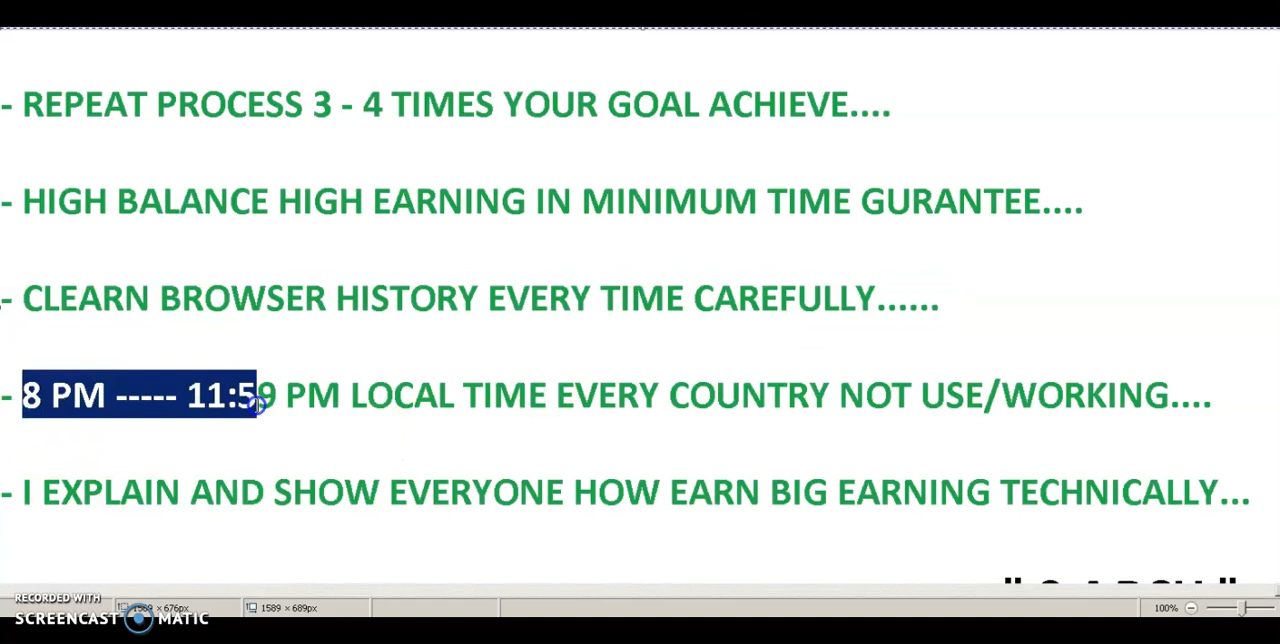 - REPEAT PROCESS 3 - 4 TIMES YOUR GOAL ACHIEVE....
- HIGH BALANCE HIGH EARNING IN MINIMUM TIME GURANTEE....
- CLEARN BROWSER HISTORY EVERY TIME CAREFULLY......
- 8 PM ----- 11:59 PM LOCAL TIME EVERY COUNTRY NOT USE/WORKING....
- I EXPLAIN AND SHOW EVERYONE HOW EARN BIG EARNING TECHNICALLY...
RECORDED WITH
SCREENCAST MATIC
1569 × 676px
1589 × 689px
100%